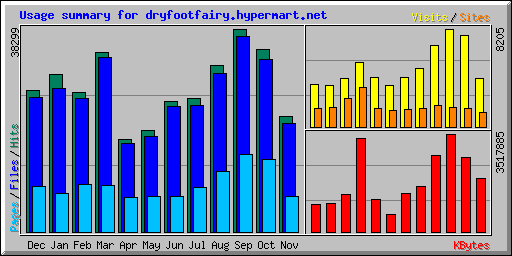 Usage summary for dryfootfairy.hypermart.net
Visits/Sites
38299
8205
Pages/Files/Hits
3517885
Dec Jan Feb Mar Apr May Jun Jul Aug Sep Oct Nov
KBytes